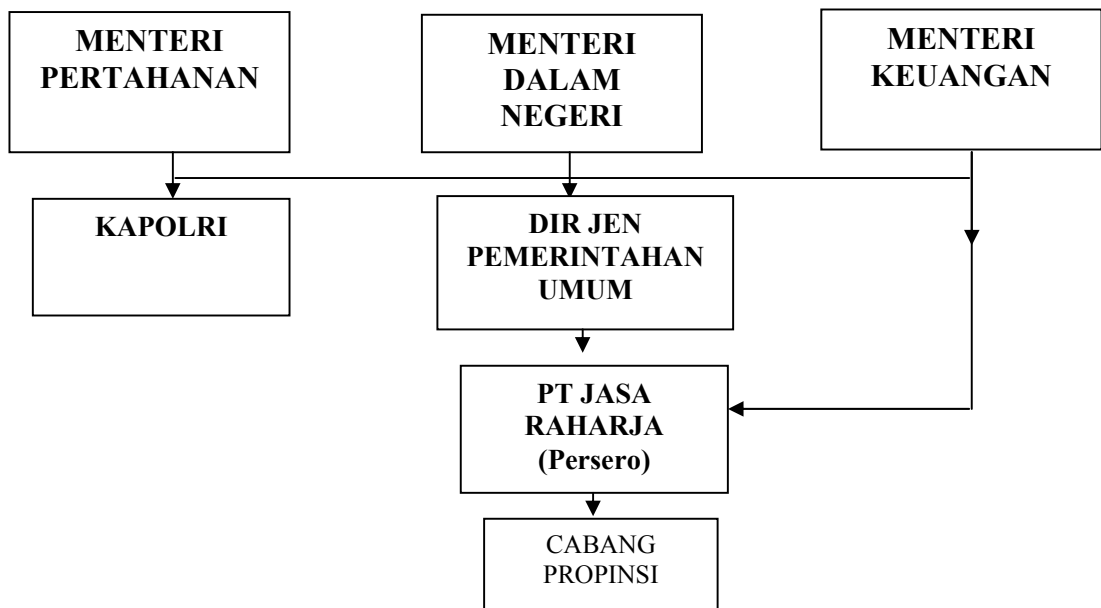 MENTERI
PERTAHANAN
MENTERI
DALAM
NEGERI
MENTERI
KEUANGAN
KAPOLRI
DIR JEN
PEMERINTAHAN
UMUM
PT JASA
RAHARJA
(Persero)
CABANG
PROPINSI